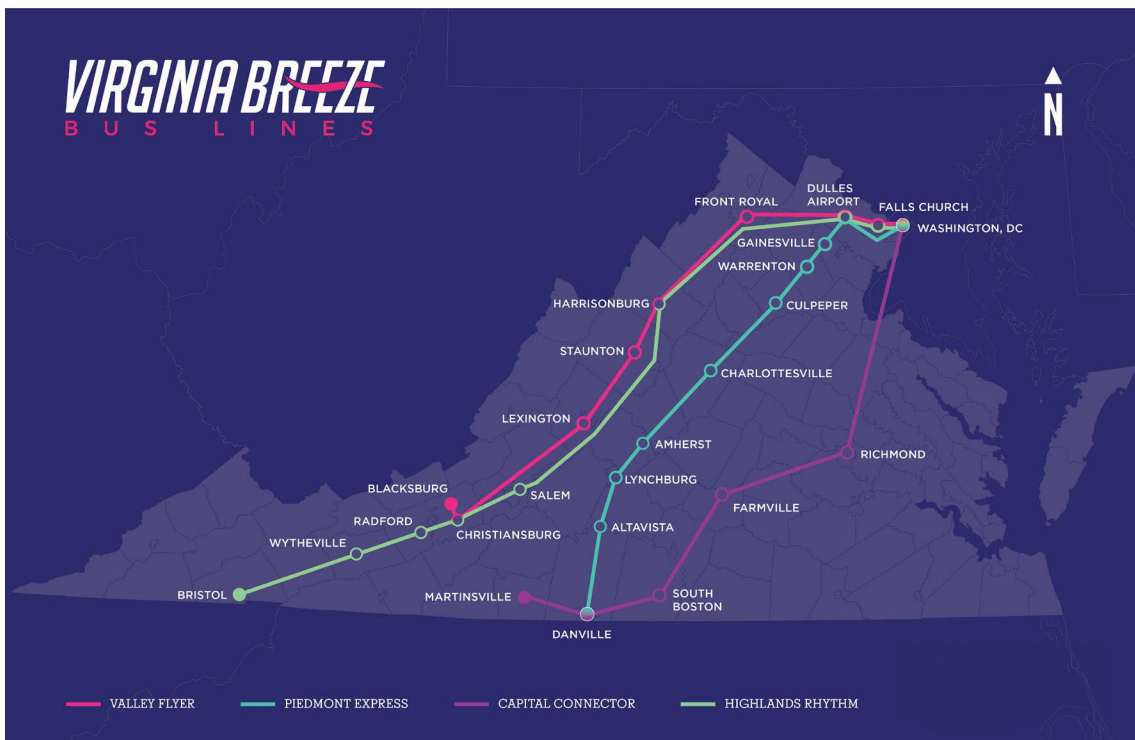 VIRGINIA BREEZE
BUS LINES
N
DULLES
AIRPORT
FRONT ROYAL
FALLS CHURCH
WASHINGTON, DC
GAINESVILLE
WARRENTON
HARRISONBURG
CULPEPER
STAUNTON
CHARLOTTESVILLE
LEXINGTON
AMHERST
RICHMOND
LYNCHBURG
BLACKSBURG
SALEM
FARMVILLE
RADFORD
CHRISTIANSBURG
ALTAVISTA
WYTHEVILLE
BRISTOL
MARTINSVILLE
SOUTH
BOSTON
DANVILLE
VALLEY FLYER
PIEDMONT EXPRESS
CAPITAL CONNECTOR
HIGHLANDS RHYTHM